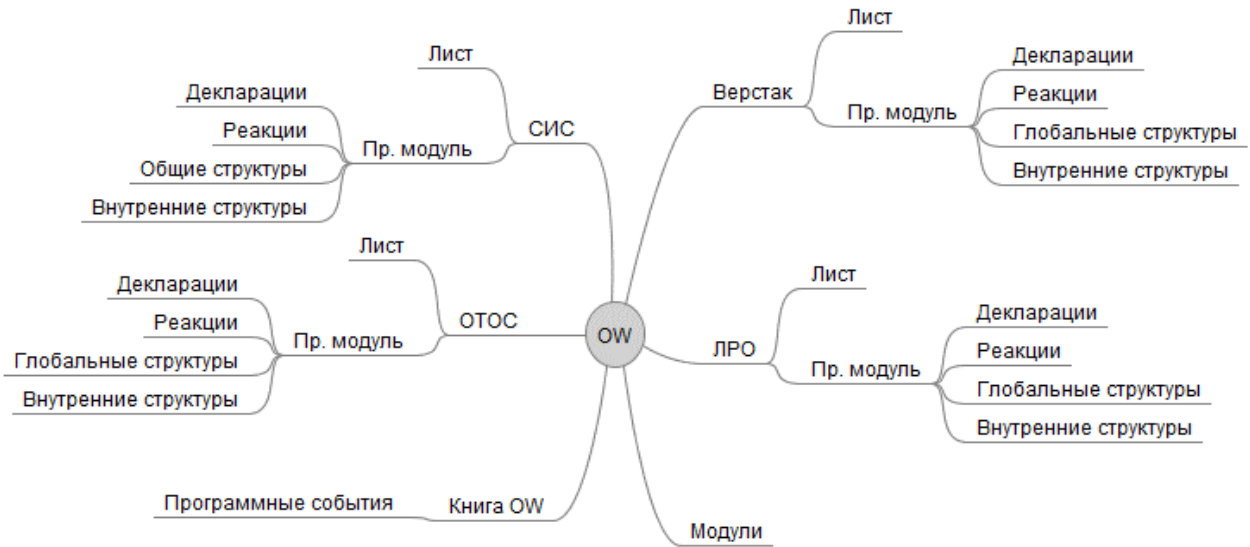 Лист
Лист
Декларации
Декларации
Верстак
Реакции
Реакции
Пр. модуль
СИС
Пр. модуль
Глобальные структуры
Общие структуры
Внутренние структуры
Внутренние структуры
Лист
Лист
Декларации
Декларации
Реакции
ОТОС
OW
Пр. модуль
ЛРО
Реакции
Глобальные структуры
Пр. модуль
Глобальные структуры
Внутренние структуры
Внутренние структуры
Программные события
Книга OW
Модули